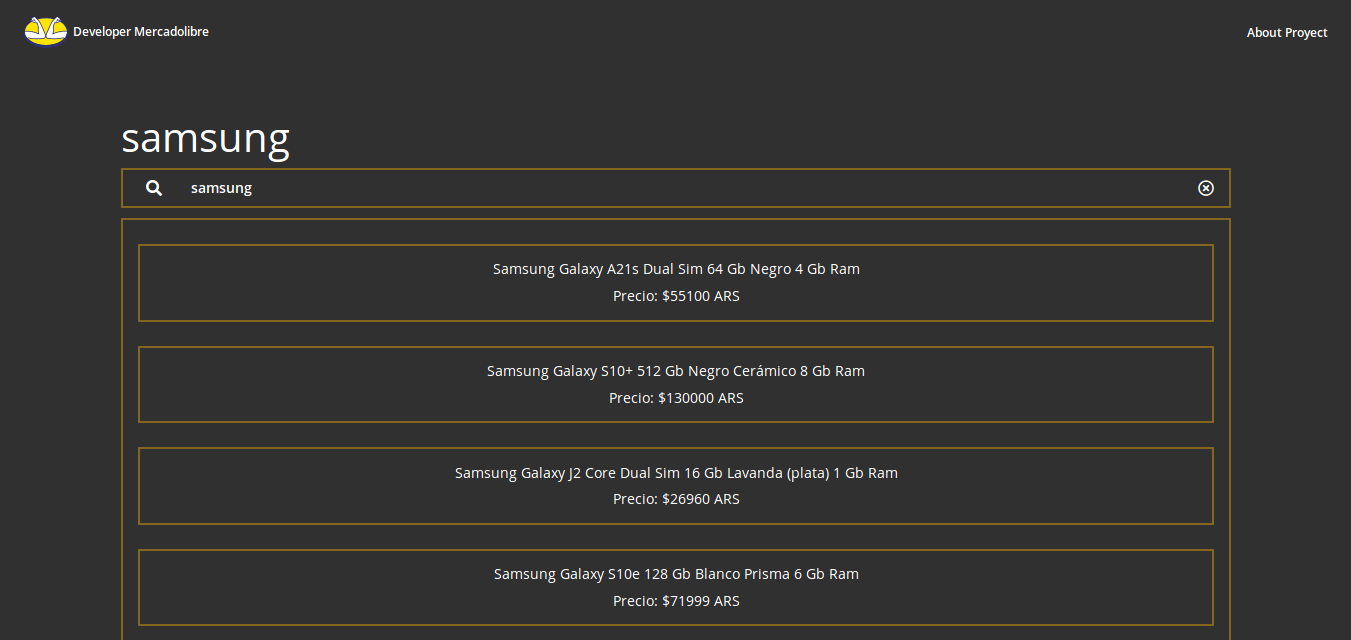 Developer Mercadolibre
About Proyect
samsung
samsung
Samsung Galaxy A21s Dual Sim 64 Gb Negro 4 Gb Ram
Precio: $55100 ARS
Samsung Galaxy S10+ 512 Gb Negro Cerámico 8 Gb Ram
Precio: $130000 ARS
Samsung Galaxy J2 Core Dual Sim 16 Gb Lavanda (plata) 1 Gb Ram
Precio: $26960 ARS
Samsung Galaxy S10e 128 Gb Blanco Prisma 6 Gb Ram
Precio: $71999 ARS